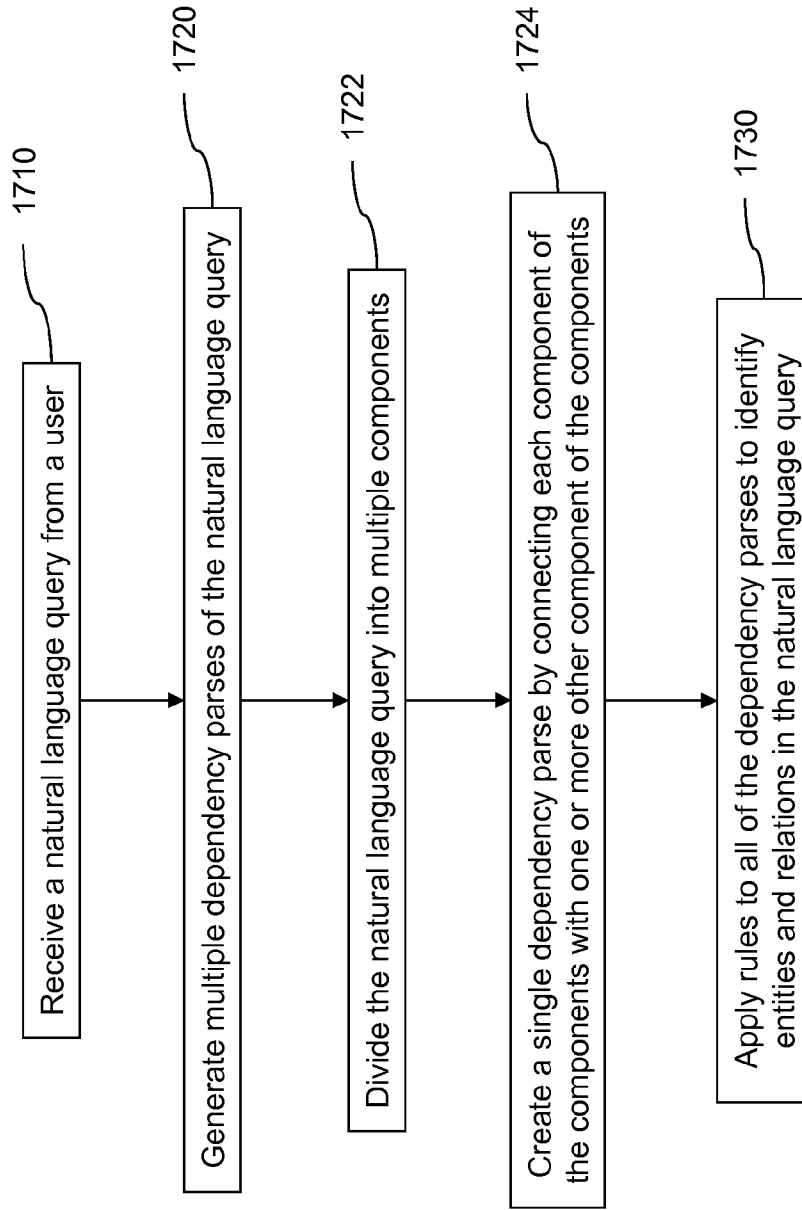 1710
Receive a natural language query from a user
1720
Generate multiple dependency parses of the natural language query
1722
Divide the natural language query into multiple components
1724
Create a single dependency parse by connecting each component of
the components with one or more other component of the components
1730
Apply rules to all of the dependency parses to identify
entities and relations in the natural language query